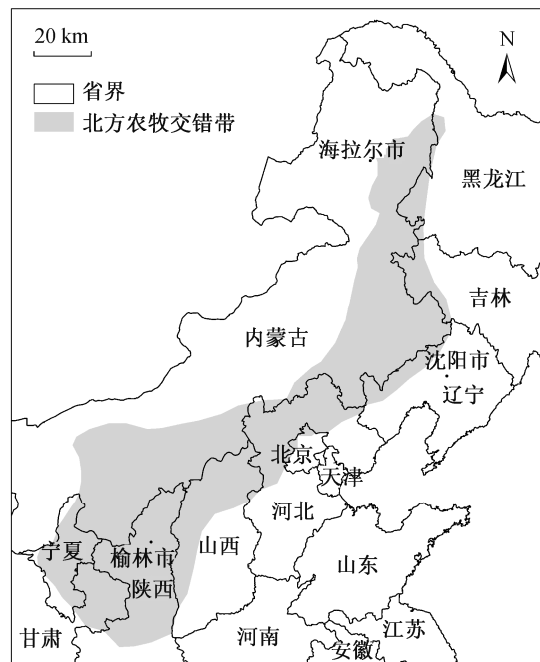 20 km
N
省界
北方农牧交错带
海拉尔市
黑龙江
吉林
内蒙古
沈阳市
辽宁
北京
天津
河北
宁夏
榆林市
陕西
山西
山东
甘肃
河南
江苏
安徽